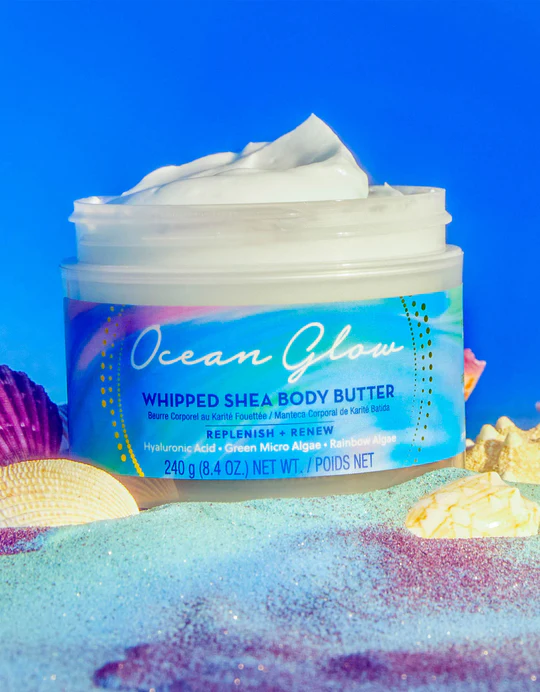 Ocean Glow
WHIPPED SHEA BODY BUTTER
Beurre Corporel au Karité Fouettée / Manteca Corporal de Karité Batida
REPLENISH + RENEW
Hyaluronic Acid • Green Micro Algae • Rainbow Algae
240 g (8.4 OZ.) NET WT. / POIDS NET